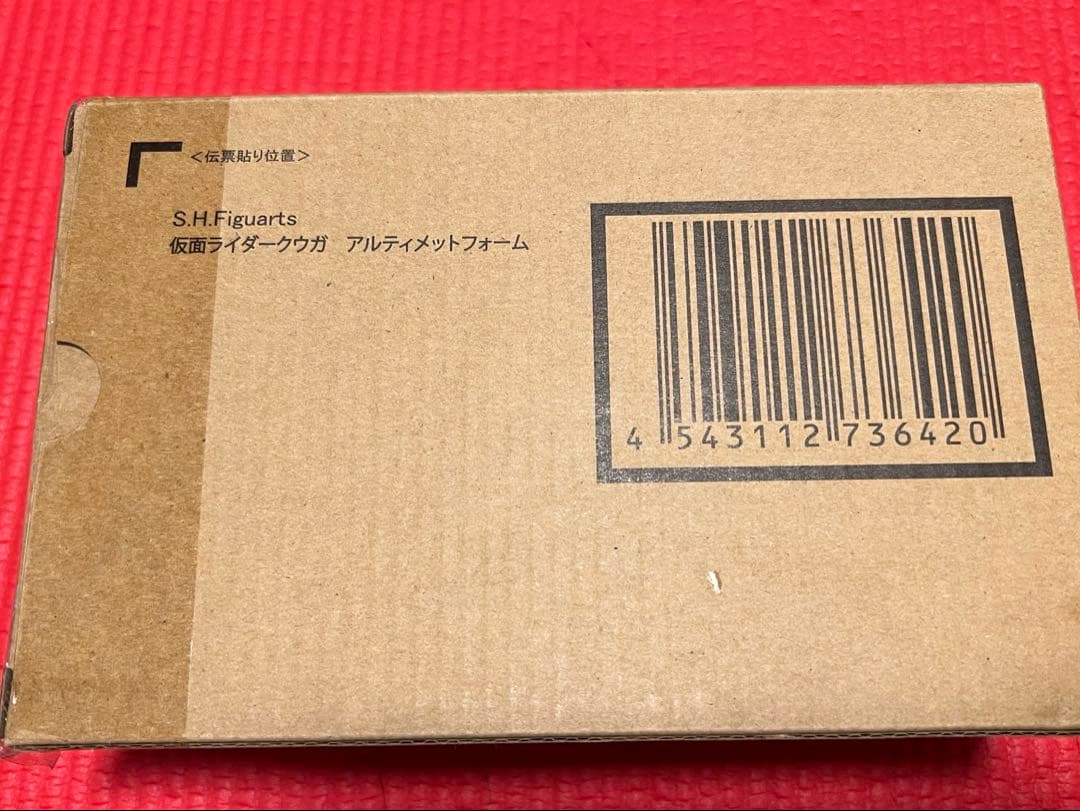 ＜伝票貼り位置＞
S.H.Figuarts
仮面ライダークウガ　アルティメットフォーム
4 543112 736420